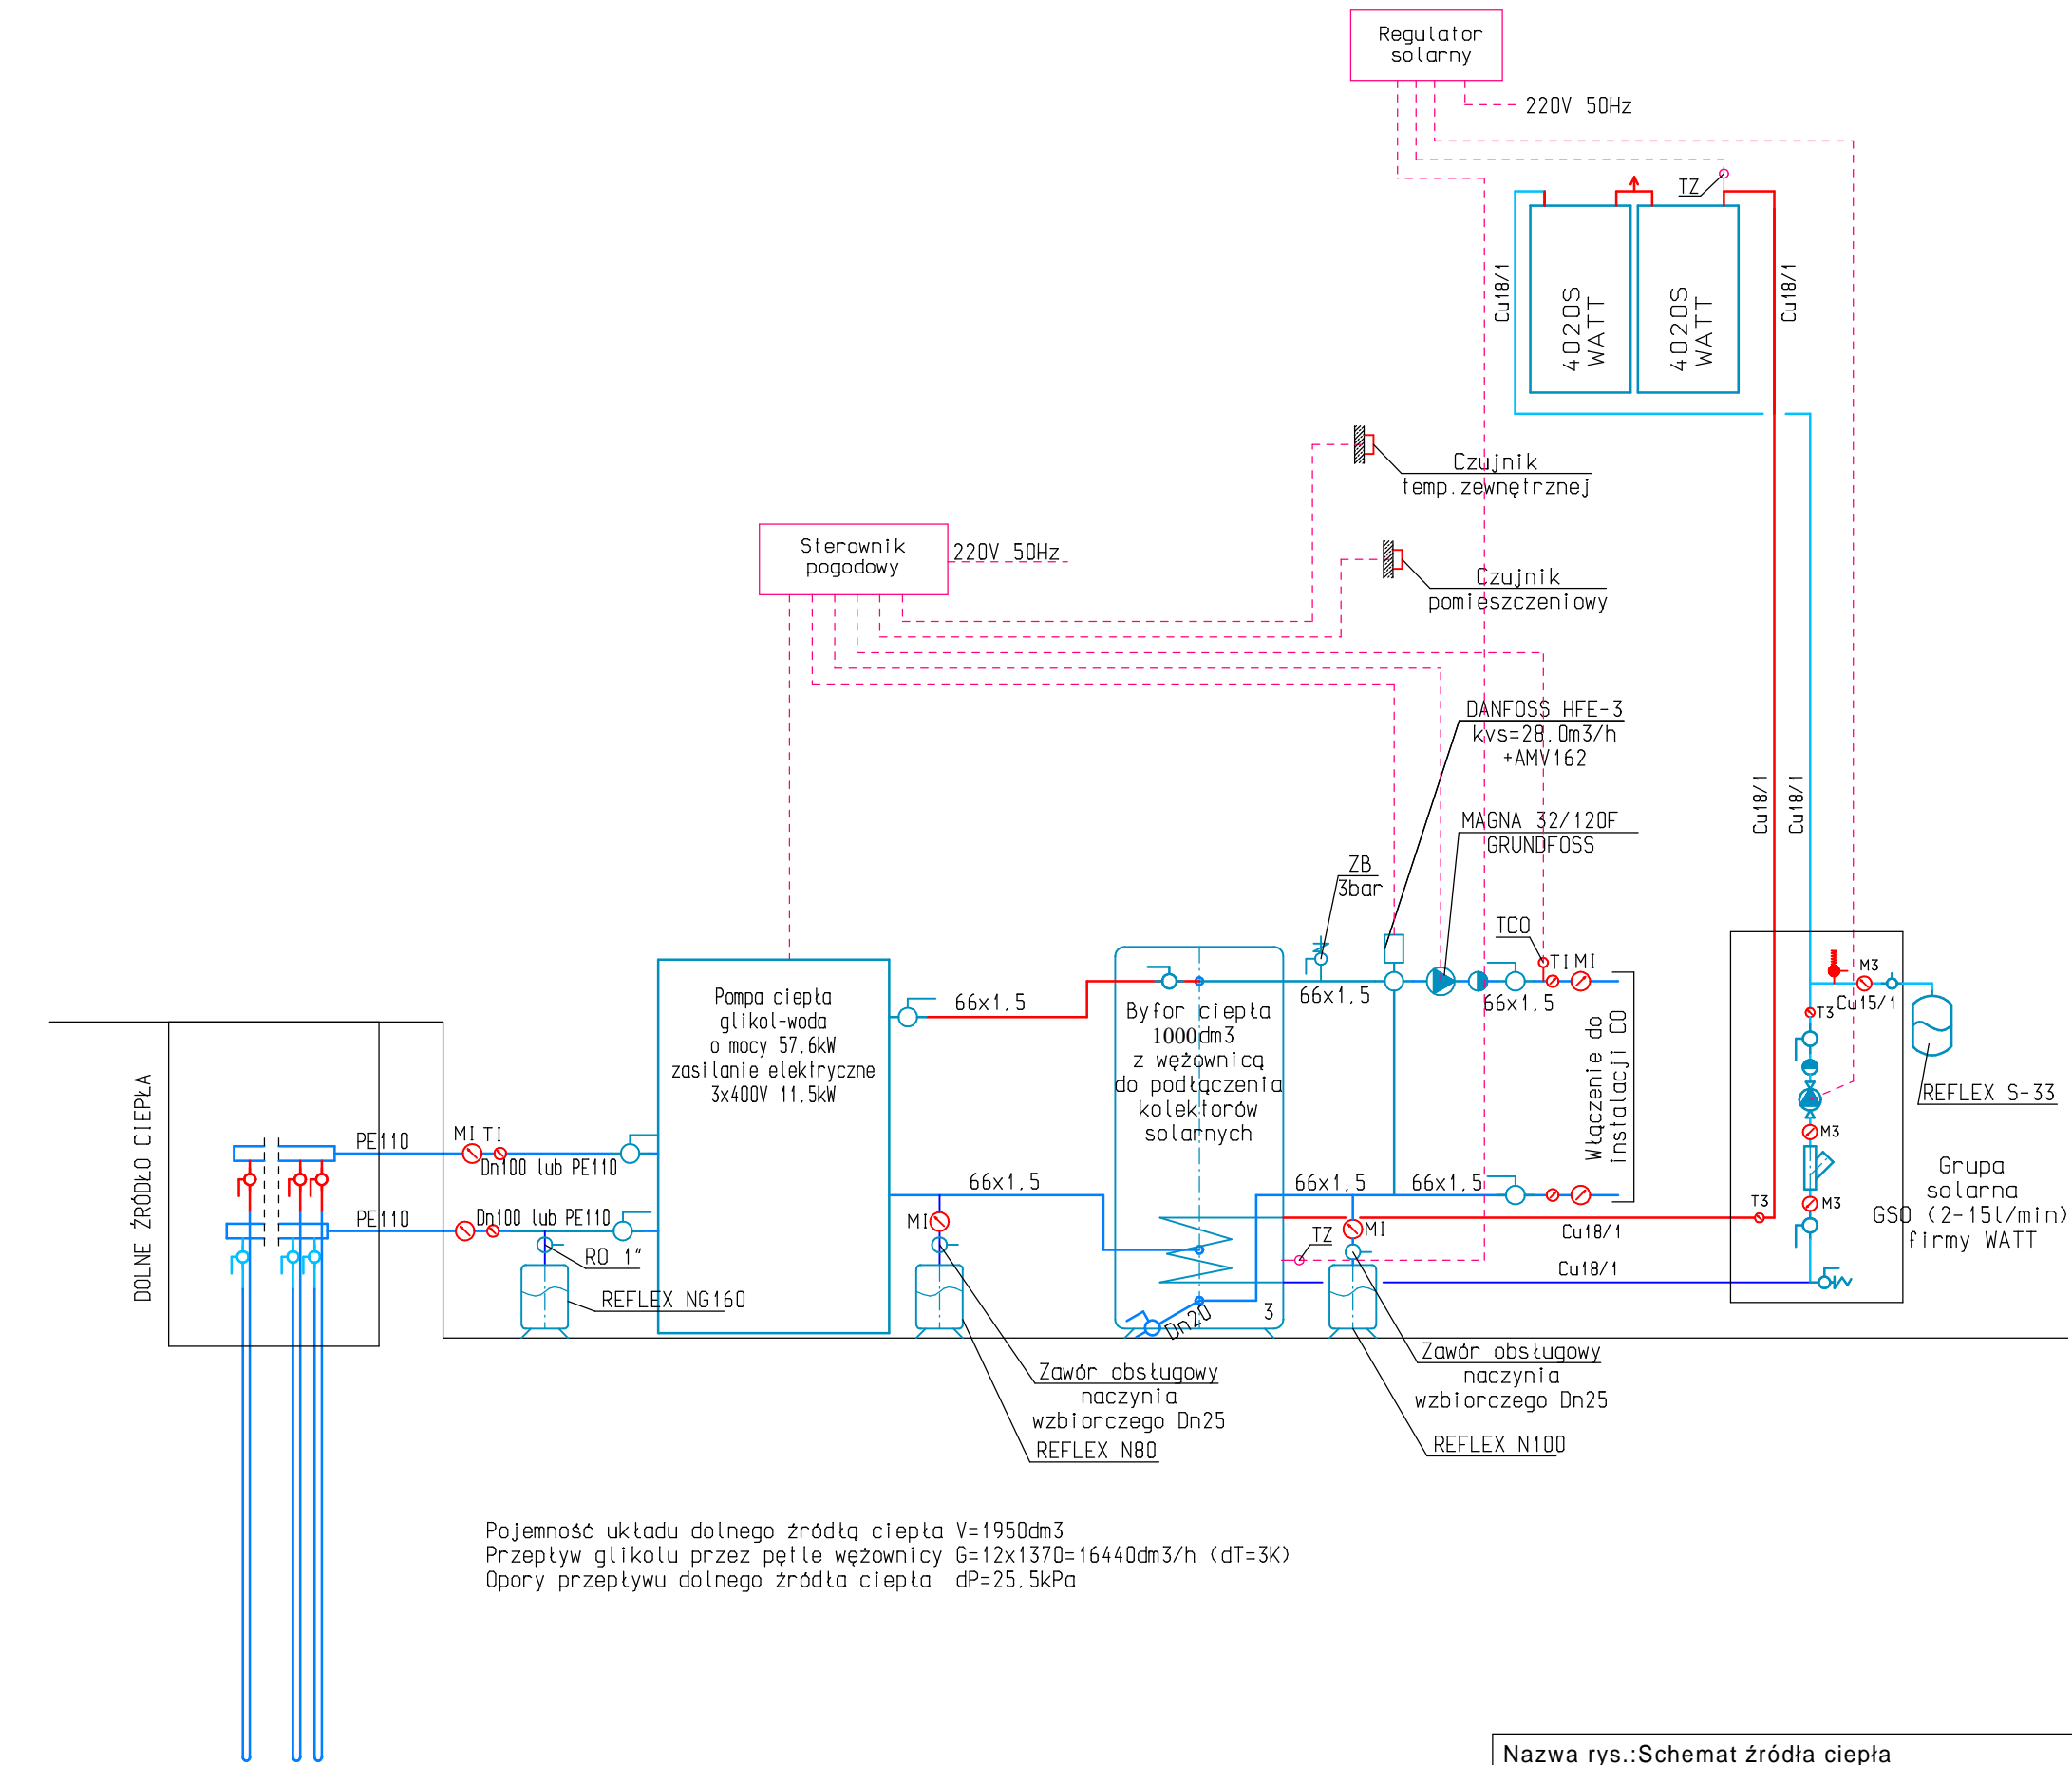 Regulator
solarny
220V 50Hz
TZ
Cu18/1
4020S
WATT
4020S
WATT
Cu18/1
Czujnik
temp.zewnętrznej
Sterownik
pogodowy
220V 50Hz
Czujnik
pomieszczeniowy
DANFOSS HFE-3
kvs=28,0m3/h
+AMV162
Cu18/1
Cu18/1
MAGNA 32/120F
GRUNDFOSS
ZB
3bar
TCO
TI MI
66x1,5
66x1,5
66x1,5
Pompa ciepła
glikol-woda
o mocy 57,6kW
zasilanie elektryczne
3x400V 11,5kW
Byfor ciepła
1000dm3
z wężownicą
do podłączenia
kolektorów
solarnych
Włączenie do
instalacji CO
M3
Cu15/1
T3
REFLEX S-33
M3
M3
T3
Grupa
solarna
GSO (2-15l/min)
firmy WATT
DOLNE ŹRÓDŁO CIEPŁA
PE110
MI TI
Dn100 lub PE110
PE110
Dn100 lub PE110
RO 1"
REFLEX NG160
66x1,5
MI
66x1,5
66x1,5
MI
TZ
Cu18/1
Cu18/1
3
Dn20
Zawór obsługowy
naczynia
wzbiorczego Dn25
REFLEX N80
Zawór obsługowy
naczynia
wzbiorczego Dn25
REFLEX N100
Pojemność układu dolnego źródłą ciepła V=1950dm3
Przepływ glikolu przez pętle wężownicy G=12x1370=16440dm3/h (dT=3K)
Opory przepływu dolnego źródła ciepła dP=25,5kPa
Nazwa rys.:Schemat źródła ciepła